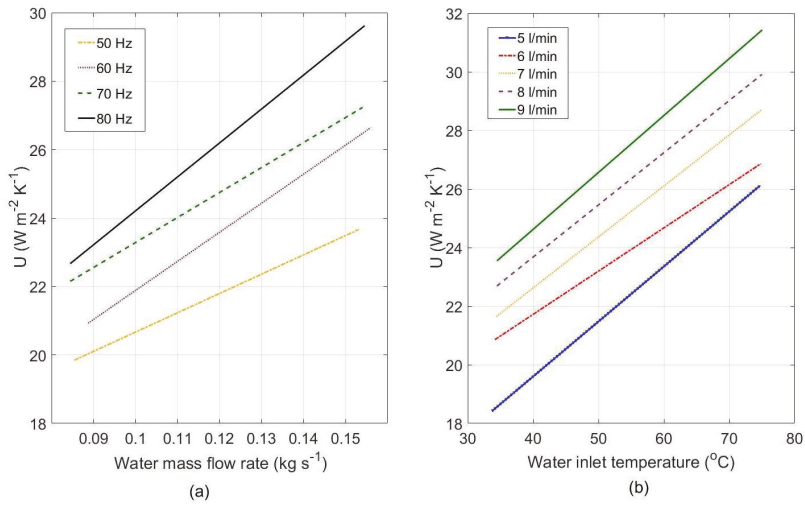 30
28
26
24
22
20
18
U (W m-2 K-1)
50 Hz
60 Hz
70 Hz
80 Hz
0.09 0.1 0.11 0.12 0.13 0.14 0.15
Water mass flow rate (kg s-1)
(a)
32
30
28
26
24
22
20
18
U (W m-2 K-1)
5 l/min
6 l/min
7 l/min
8 l/min
9 l/min
30 40 50 60 70 80
Water inlet temperature (oC)
(b)